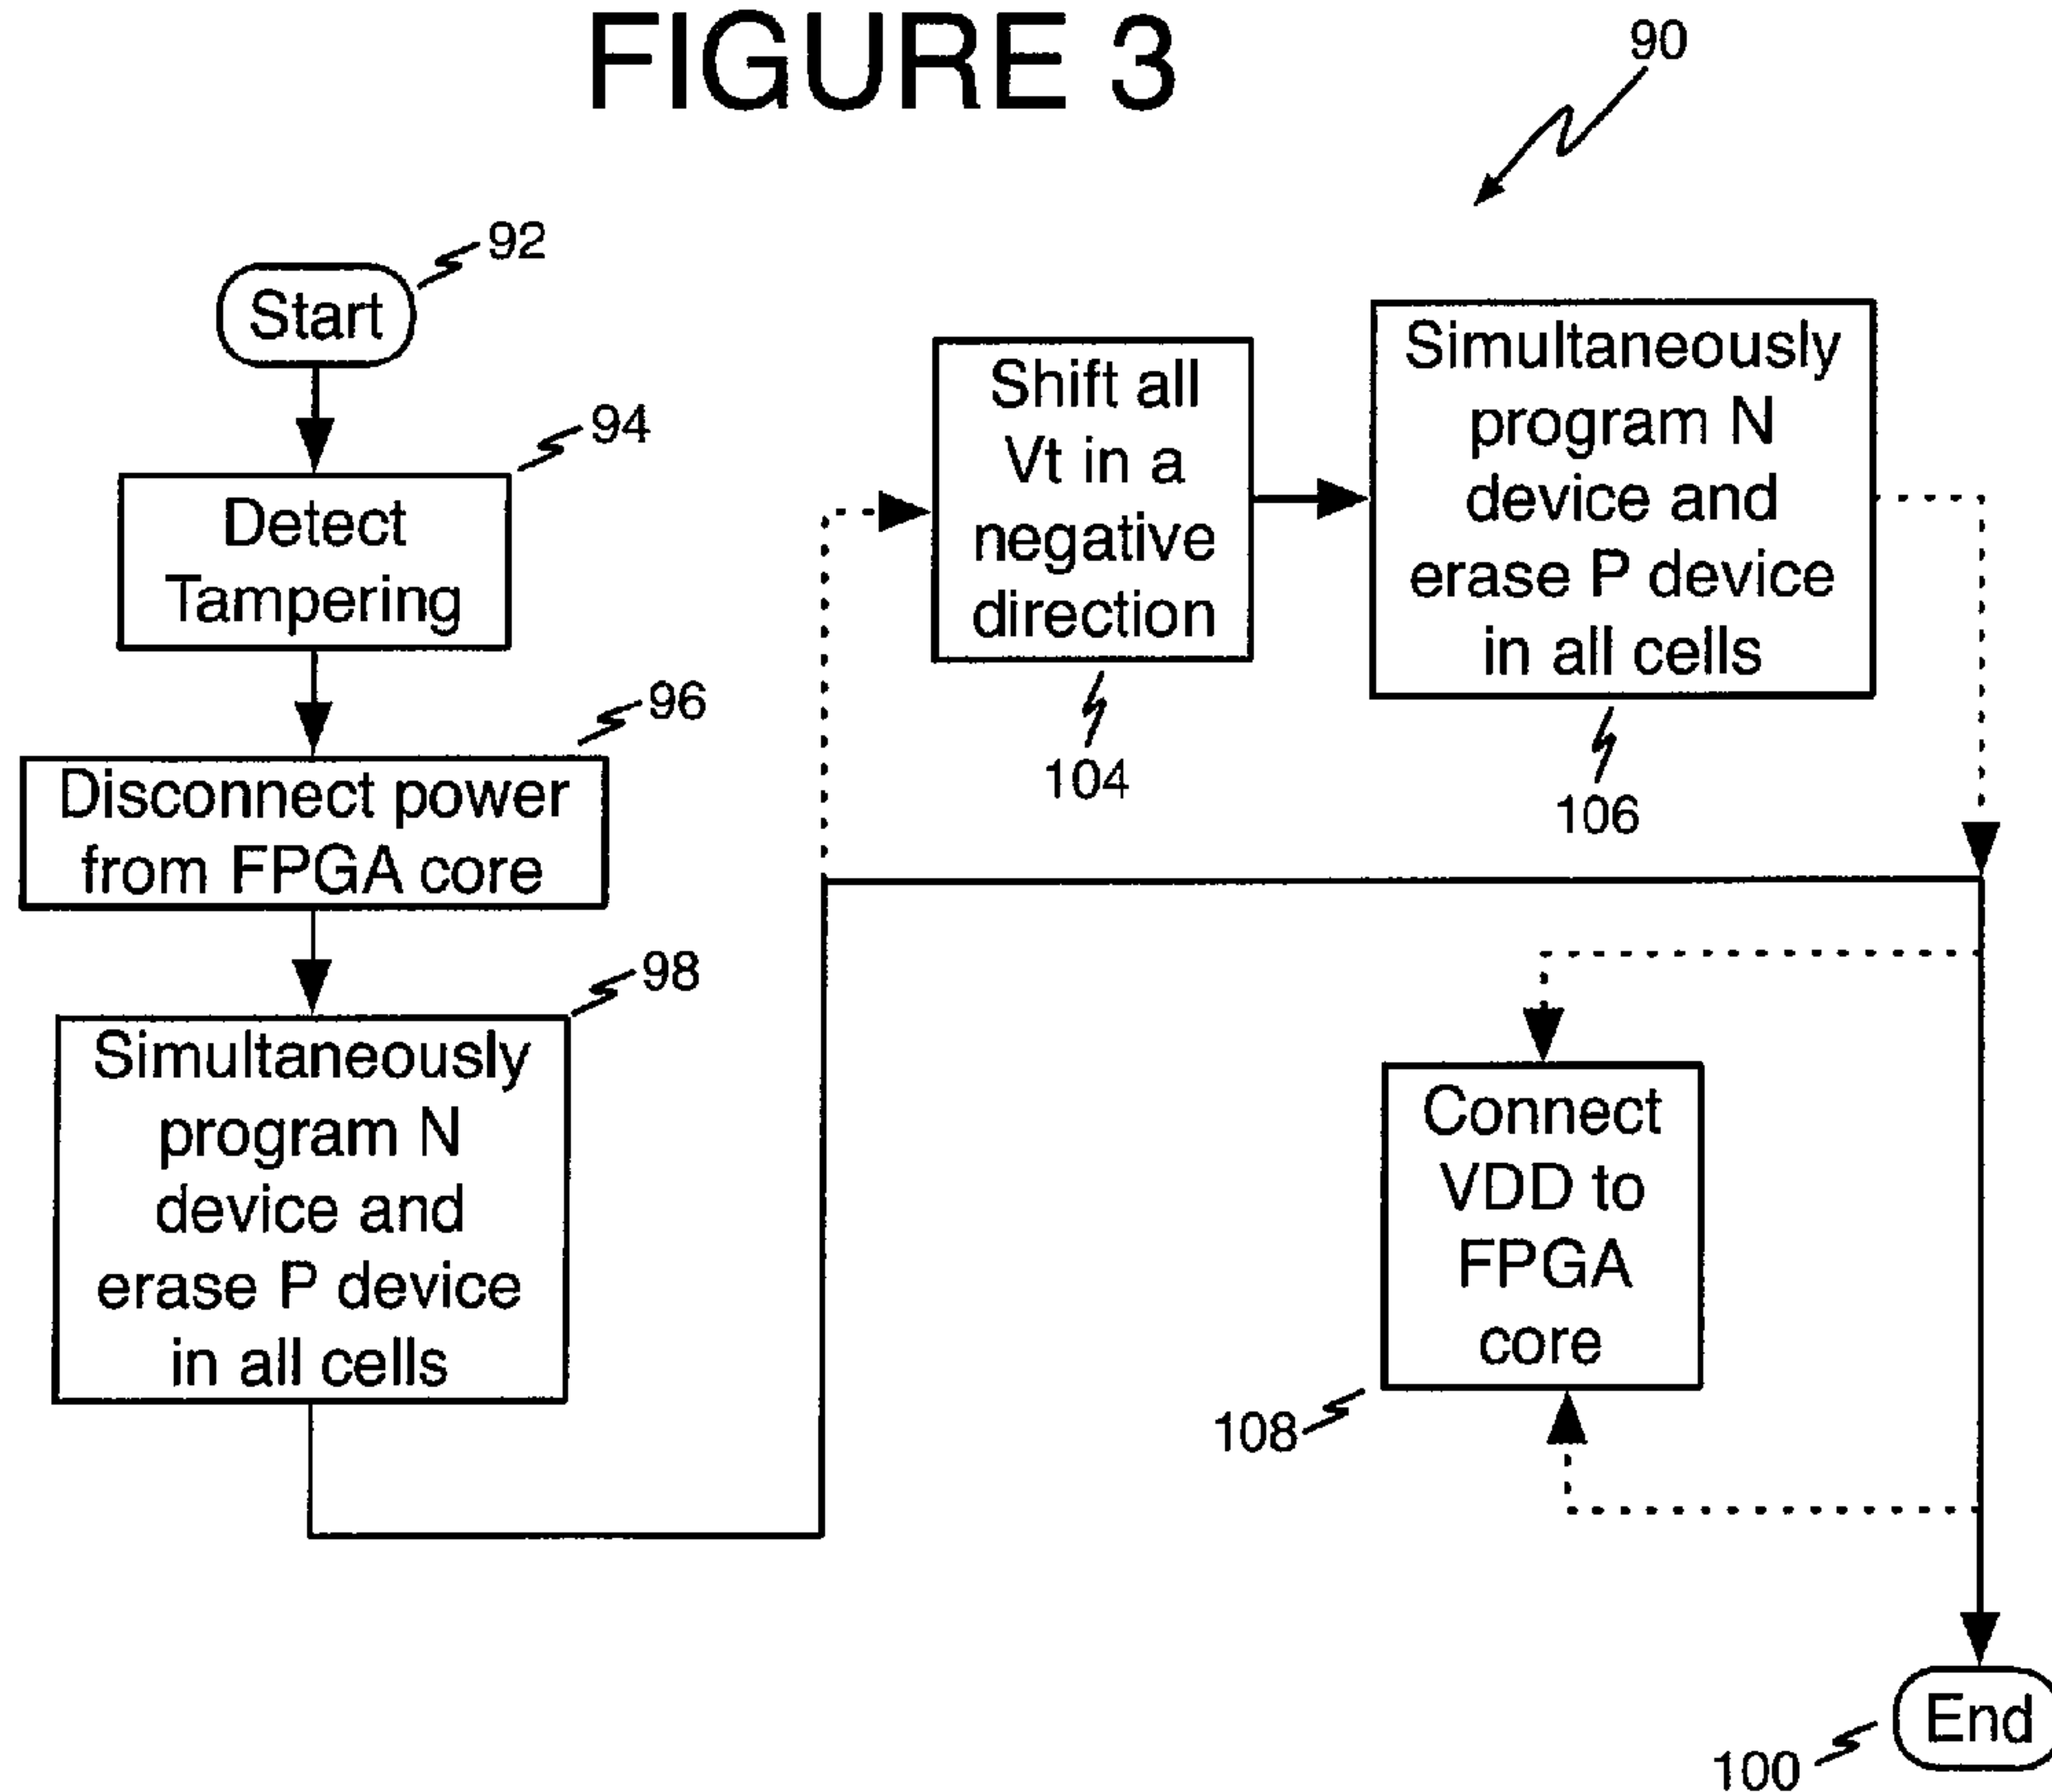 FIGURE 3
90
92
Start
94
Detect
Tampering
96
Disconnect power
from FPGA core
98
Simultaneously
program N
device and
erase P device
in all cells
Shift all
Vt in a
negative
direction
104
Simultaneously
program N
device and
erase P device
in all cells
106
Connect
VDD to
FPGA
core
108
End
100